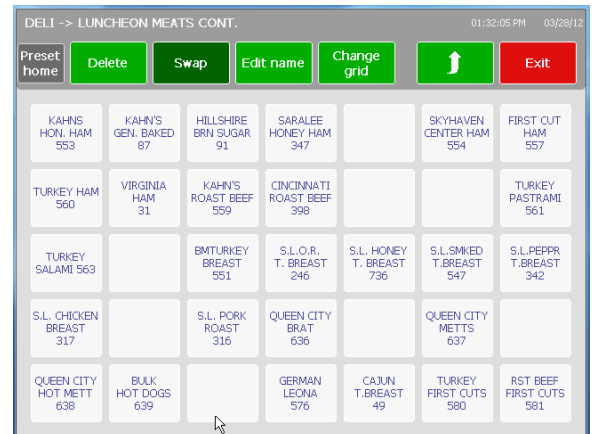 DELI -> LUNCHEON MEATS CONT.
01:32:05 PM 03/28/12
Preset
home
Delete
Swap
Edit name
Change
grid
Exit
KAHNS
HON. HAM
553
KAHN'S
GEN. BAKED
87
HILLSHIRE
BRN SUGAR
91
SARALEE
HONEY HAM
347
SKYHAVEN
CENTER HAM
554
FIRST CUT
HAM
557
TURKEY HAM
560
VIRGINIA
HAM
31
KAHN'S
ROAST BEEF
559
CINCINNATI
ROAST BEEF
398
TURKEY
PASTRAMI
561
TURKEY
SALAMI 563
BMTURKEY
BREAST
551
S.L.O.R.
T. BREAST
246
S.L. HONEY
T. BREAST
736
S.L.SMKED
T.BREAST
547
S.L.PEPPR
T.BREAST
342
S.L. CHICKEN
BREAST
317
S.L. PORK
ROAST
316
QUEEN CITY
BRAT
636
QUEEN CITY
METTS
637
QUEEN CITY
HOT METT
638
BULK
HOT DOGS
639
GERMAN
LEONA
576
CAJUN
T.BREAST
49
TURKEY
FIRST CUTS
580
RST BEEF
FIRST CUTS
581